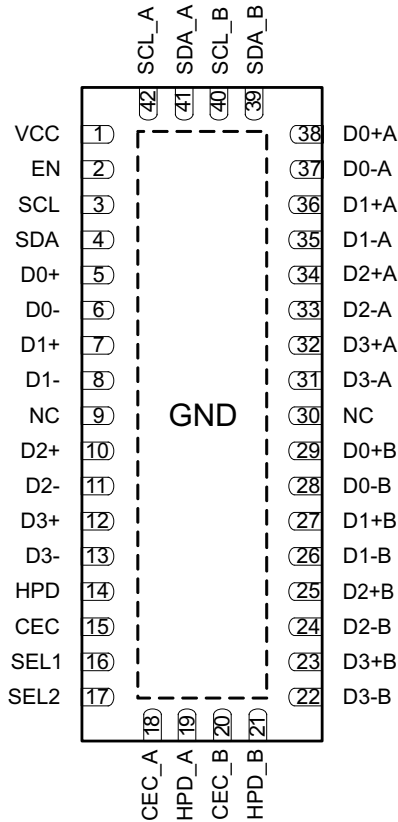 SCL_A SDA_A SCL_B SDA_B
42 41 40 39
VCC 1 38 D0+A
EN 2 37 D0-A
SCL 3 36 D1+A
SDA 4 35 D1-A
D0+ 5 34 D2+A
D0- 6 33 D2-A
D1+ 7 32 D3+A
D1- 8 31 D3-A
NC 9 GND 30 NC
D2+ 10 29 D0+B
D2- 11 28 D0-B
D3+ 12 27 D1+B
D3- 13 26 D1-B
HPD 14 25 D2+B
CEC 15 24 D2-B
SEL1 16 23 D3+B
SEL2 17 22 D3-B
18 19 20 21
CEC_A HPD_A CEC_B HPD_B